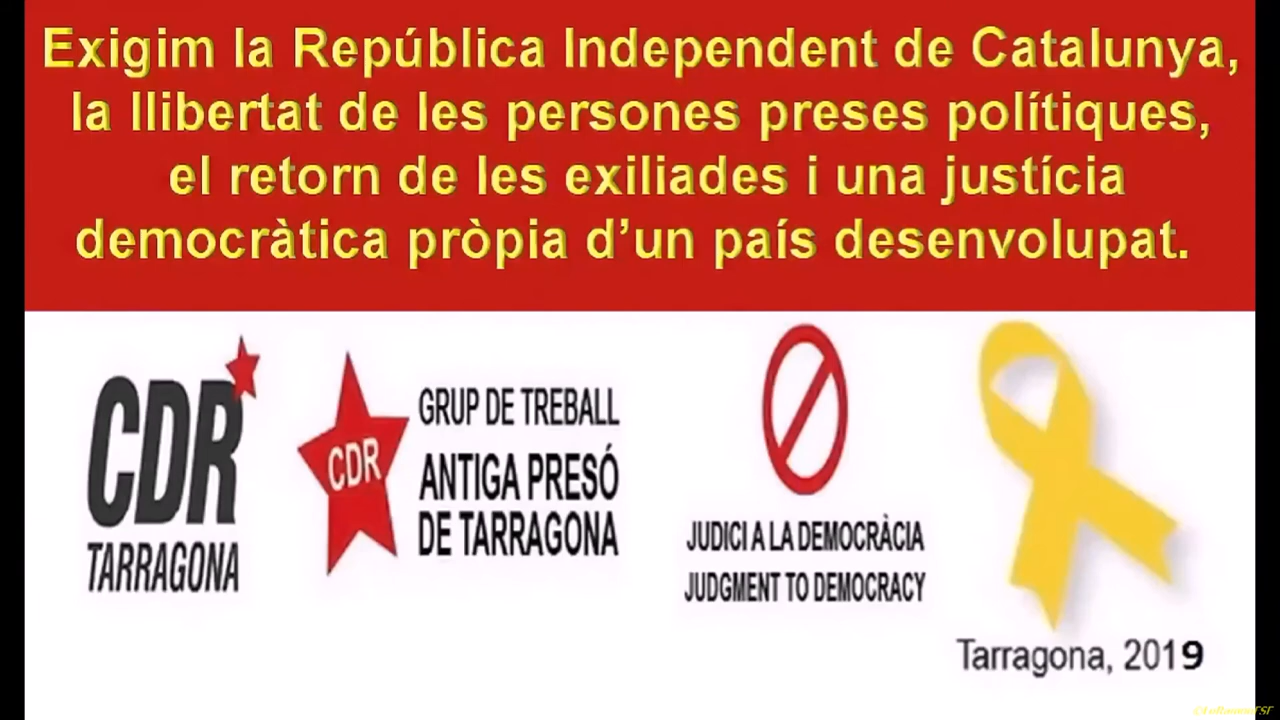 Exigim la República Independent de Catalunya,
la llibertat de les persones preses polítiques,
el retorn de les exiliades i una justícia
democràtica pròpia d’un país desenvolupat.
CDR
TARRAGONA
CDR
GRUP DE TREBALL
ANTIGA PRESÓ
DE TARRAGONA
JUDICI A LA DEMOCRÀCIA
JUDGMENT TO DEMOCRACY
Tarragona, 2019